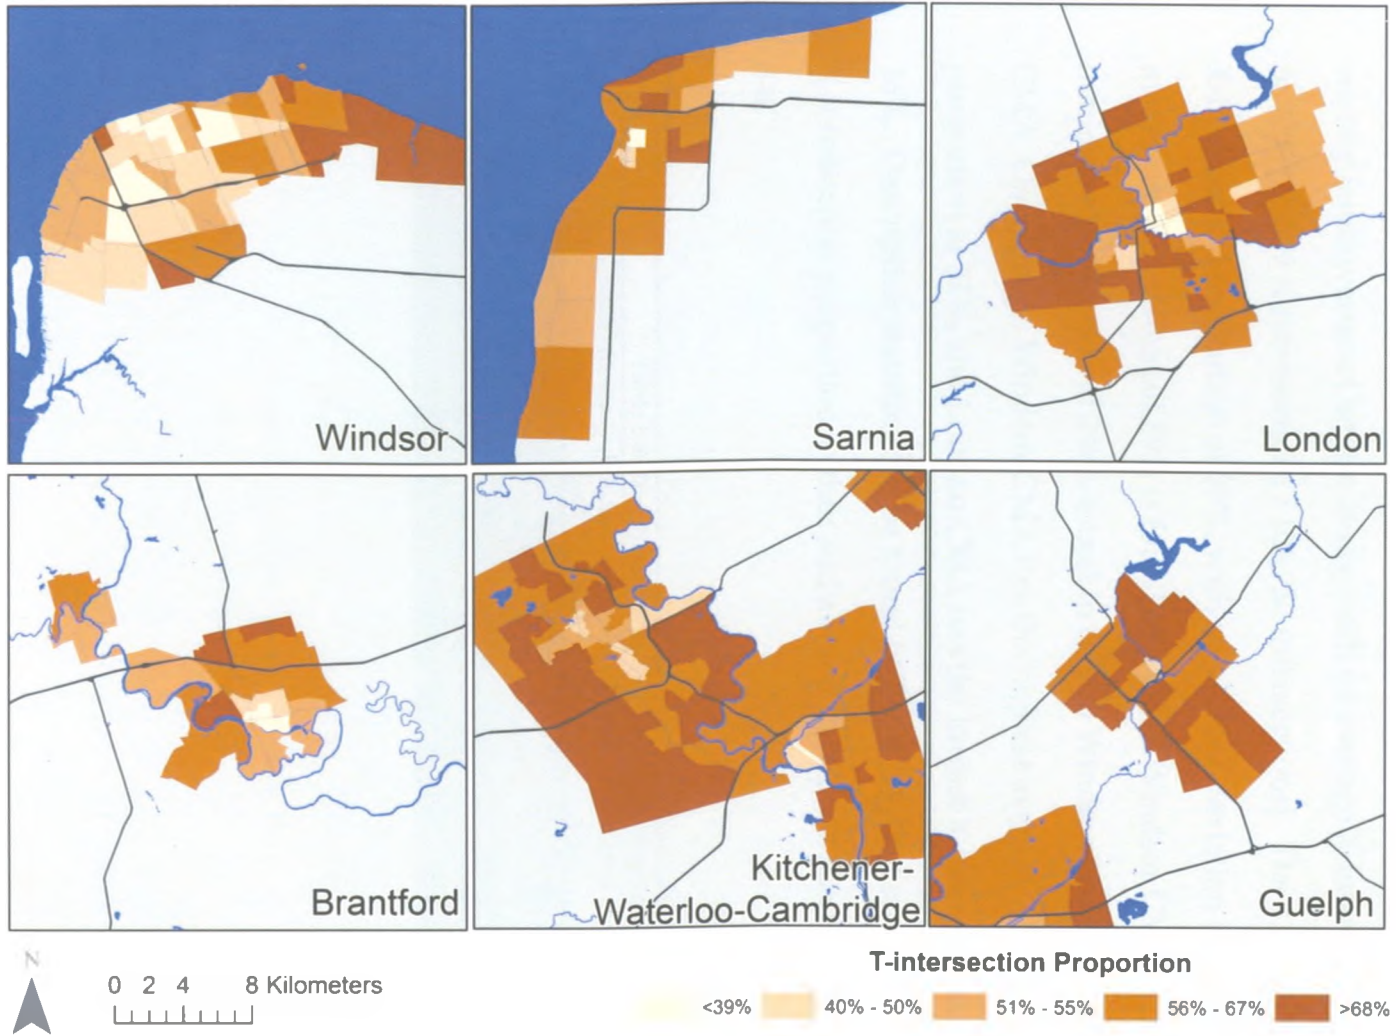 Windsor
Sarnia
London
Brantford
Kitchener-
Waterloo-Cambridge
Guelph
N
0 2 4 8 Kilometers
T-intersection Proportion
<39% 40% - 50% 51% - 55% 56% - 67% >68%